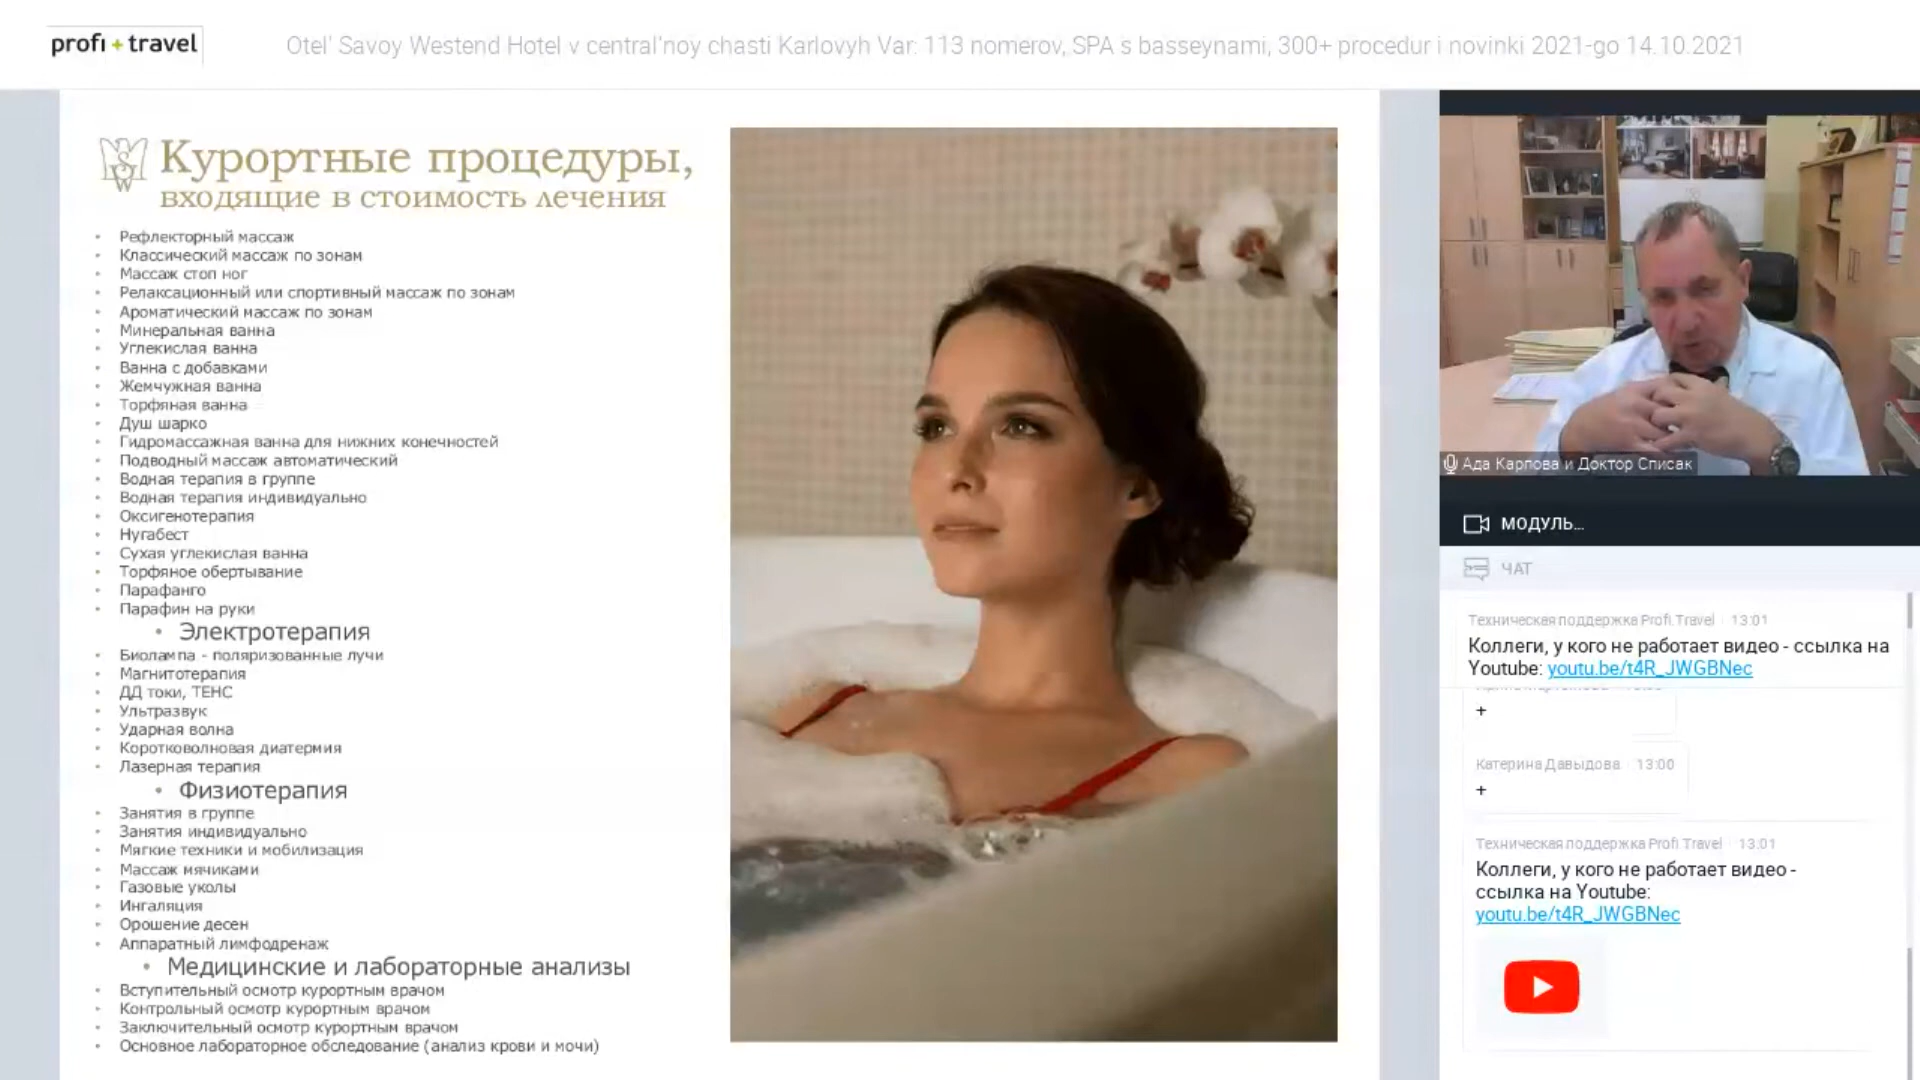 profi + travel
Otel' Savoy Westend Hotel v central'noy chasti Karlovyh Var: 113 nomerov, SPA s basseynami, 300+ procedur i novinki 2021-go 14.10.2021
Курортные процедуры,
входящие в стоимость лечения
Рефлекторный массаж
Классический массаж по зонам
Массаж стоп ног
Релаксационный или спортивный массаж по зонам
Ароматический массаж по зонам
Минеральная ванна
Углекислая ванна
Ванна с добавками
Жемчужная ванна
Торфяная ванна
Душ шарко
Гидромассажная ванна для нижних конечностей
Подводный массаж автоматический
Водная терапия в группе
Водная терапия индивидуально
Оксигенотерапия
Нугабест
Сухая углекислая ванна
Торфяное обертывание
Парафанго
Парафин на руки
Электротерапия
Биолампа - поляризованные лучи
Магнитотерапия
ДД токи, ТЕНС
Ультразвук
Ударная волна
Коротковолновая диатермия
Лазерная терапия
Физиотерапия
Занятия в группе
Занятия индивидуально
Мягкие техники и мобилизация
Массаж мячиками
Газовые уколы
Ингаляция
Орошение десен
Аппаратный лимфодренаж
Медицинские и лабораторные анализы
Вступительный осмотр курортным врачом
Контрольный осмотр курортным врачом
Заключительный осмотр курортным врачом
Основное лабораторное обследование (анализ крови и мочи)
Ада Карпова и Доктор Списак
МОДУЛЬ...
ЧАТ
Техническая поддержка Profi.Travel · 13:01
Коллеги, у кого не работает видео - ссылка на
Youtube: youtu.be/t4R_JWGBNec
+
Катерина Давыдова · 13:00
+
Техническая поддержка Profi.Travel · 13:01
Коллеги, у кого не работает видео -
ссылка на Youtube:
youtu.be/t4R_JWGBNec